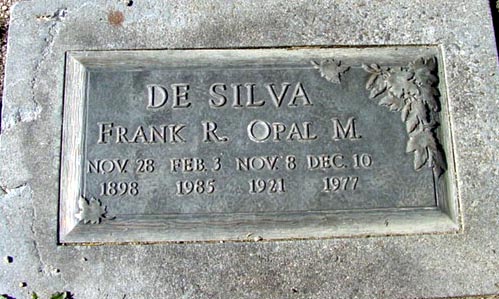 DE SILVA
FRANK R. OPAL M.
NOV. 28 FEB. 3 NOV. 8 DEC. 10
1898 1985 1921 1977